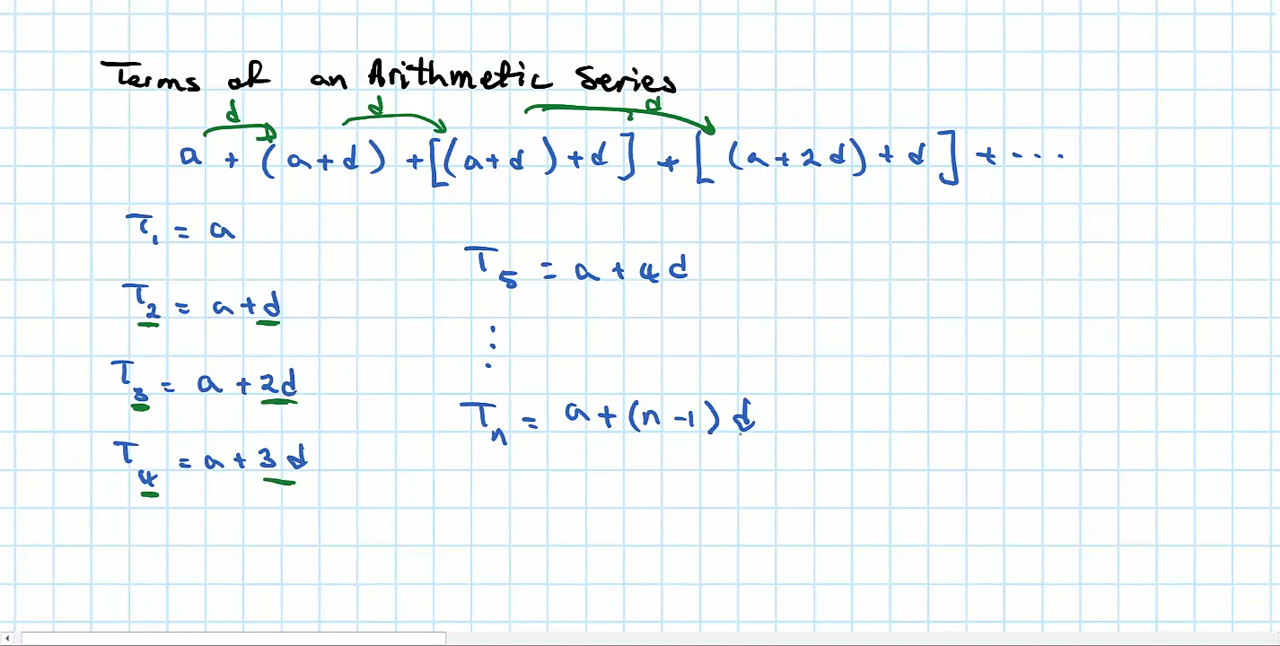 Terms of an Arithmetic Series
d d d
a + (a+d) + [(a+d)+d] + [(a+2d)+d] + ...
T₁ = a
T₂ = a+d
T₃ = a + 2d
T₄ = a + 3d
T₅ = a + 4d
⋮
Tₙ = a + (n-1) d